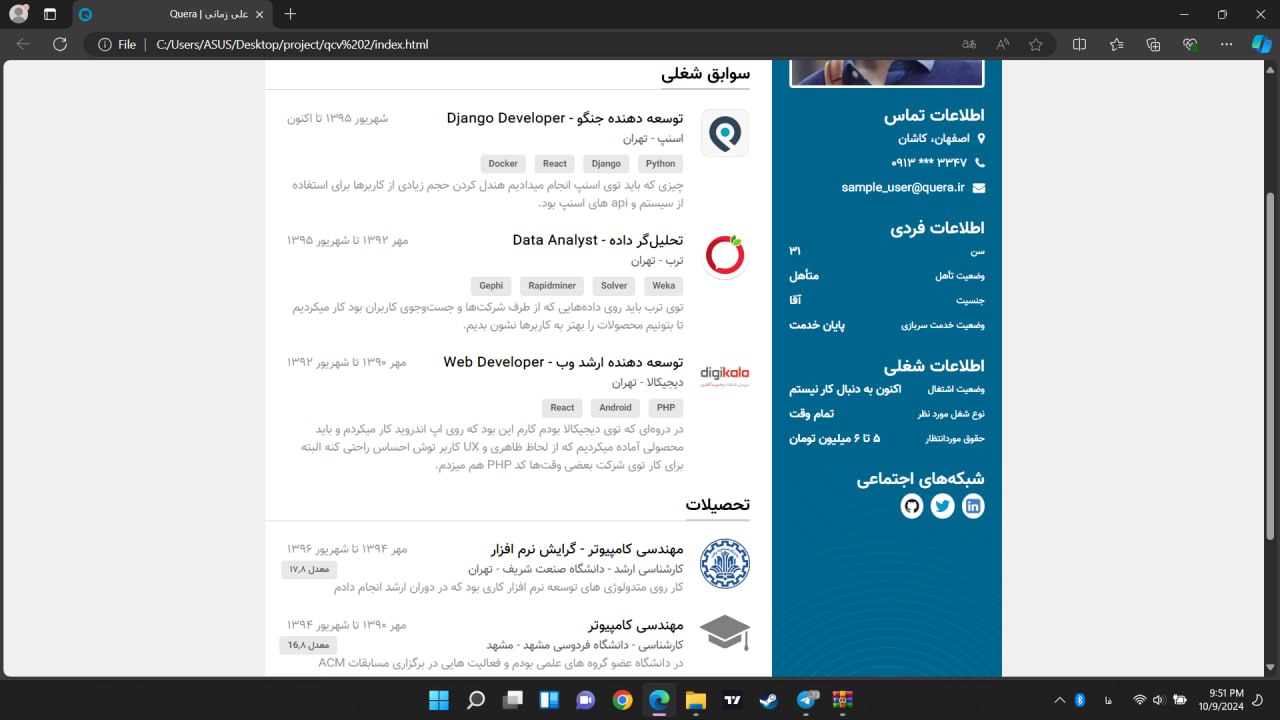 Quera | علی زمانی
File
C:/Users/ASUS/Desktop/project/qcv%202/index.html
سوابق شغلی
توسعه دهنده جنگو - Django Developer
شهریور ۱۳۹۵ تا اکنون
اسنپ - تهران
Python Django React Docker
چیزی که باید توی اسنپ انجام میدادیم هندل کردن حجم زیادی از کاربرها برای استفاده
از سیستم و api های اسنپ بود.
تحلیل‌گر داده - Data Analyst
مهر ۱۳۹۲ تا شهریور ۱۳۹۵
ترب - تهران
Weka Solver Rapidminer Gephi
توی ترب باید روی داده‌هایی که از طرف شرکت‌ها و جست‌وجوی کاربران بود کار میکردیم
تا بتونیم محصولات را بهتر به کاربرها نشون بدیم.
توسعه دهنده ارشد وب - Web Developer
مهر ۱۳۹۰ تا شهریور ۱۳۹۲
digikala
دیجیکالا - تهران
PHP Android React
در دروه‌ای که توی دیجیکالا بودم کارم این بود که روی اپ اندروید کار میکردم و باید
محصولی آماده میکردیم که از لحاظ ظاهری و UX کاربر توش احساس راحتی کنه البته
برای کار توی شرکت بعضی وقت‌ها کد PHP هم میزدم.
تحصیلات
مهندسی کامپیوتر - گرایش نرم افزار
مهر ۱۳۹۴ تا شهریور ۱۳۹۶
کارشناسی ارشد - دانشگاه صنعت شریف - تهران
معدل ۱۷,۸
کار روی متدولوژی های توسعه نرم افزار کاری بود که در دوران ارشد انجام دادم
مهندسی کامپیوتر
مهر ۱۳۹۰ تا شهریور ۱۳۹۴
کارشناسی - دانشگاه فردوسی مشهد - مشهد
معدل 16,۸
در دانشگاه عضو گروه های علمی بودم و فعالیت هایی در برگزاری مسابقات ACM
اطلاعات تماس
اصفهان، کاشان
۰۹۱۳ *** ۳۳۴۷
sample_user@quera.ir
اطلاعات فردی
سن ۳۱
وضعیت تأهل متأهل
جنسیت آقا
وضعیت خدمت سربازی پایان خدمت
اطلاعات شغلی
وضعیت اشتغال اکنون به دنبال کار نیستم
نوع شغل مورد نظر تمام وقت
حقوق موردانتظار ۵ تا ۶ میلیون تومان
شبکه‌های اجتماعی
in
فا
9:51 PM
10/9/2024